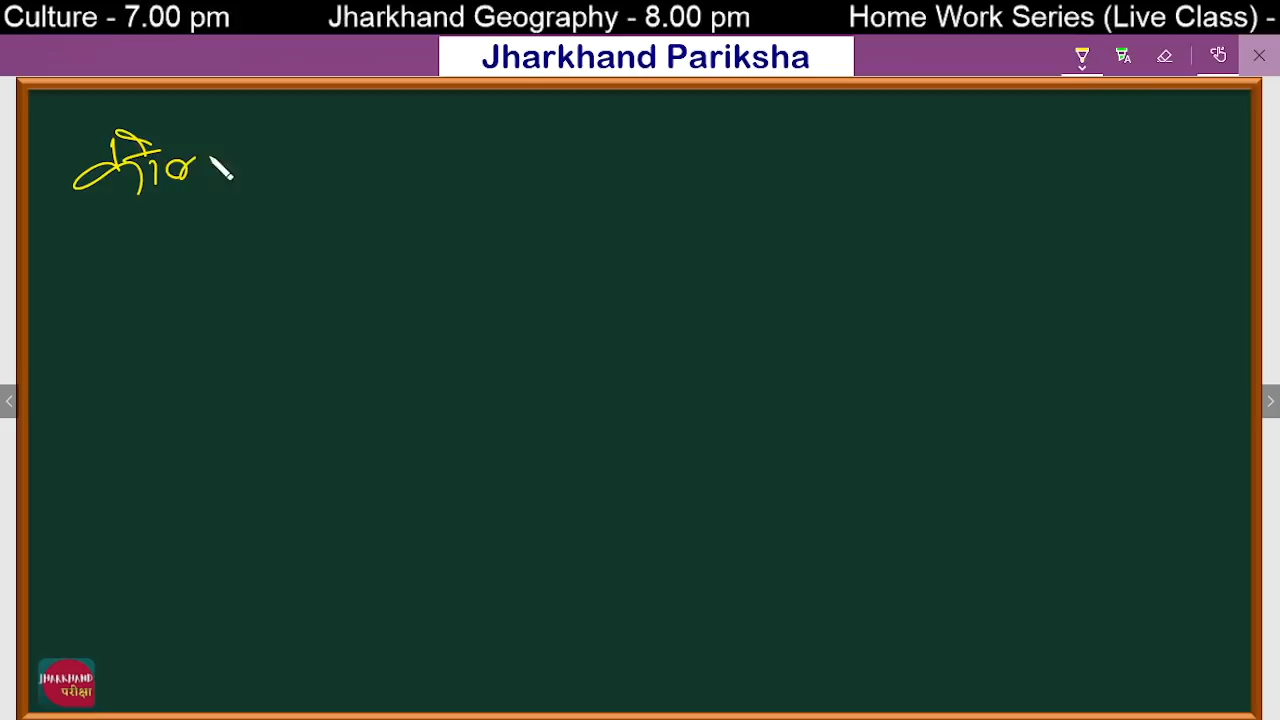 Culture - 7.00 pm Jharkhand Geography - 8.00 pm Home Work Series (Live Class) -
Jharkhand Pariksha
JHARKHAND
परीक्षा